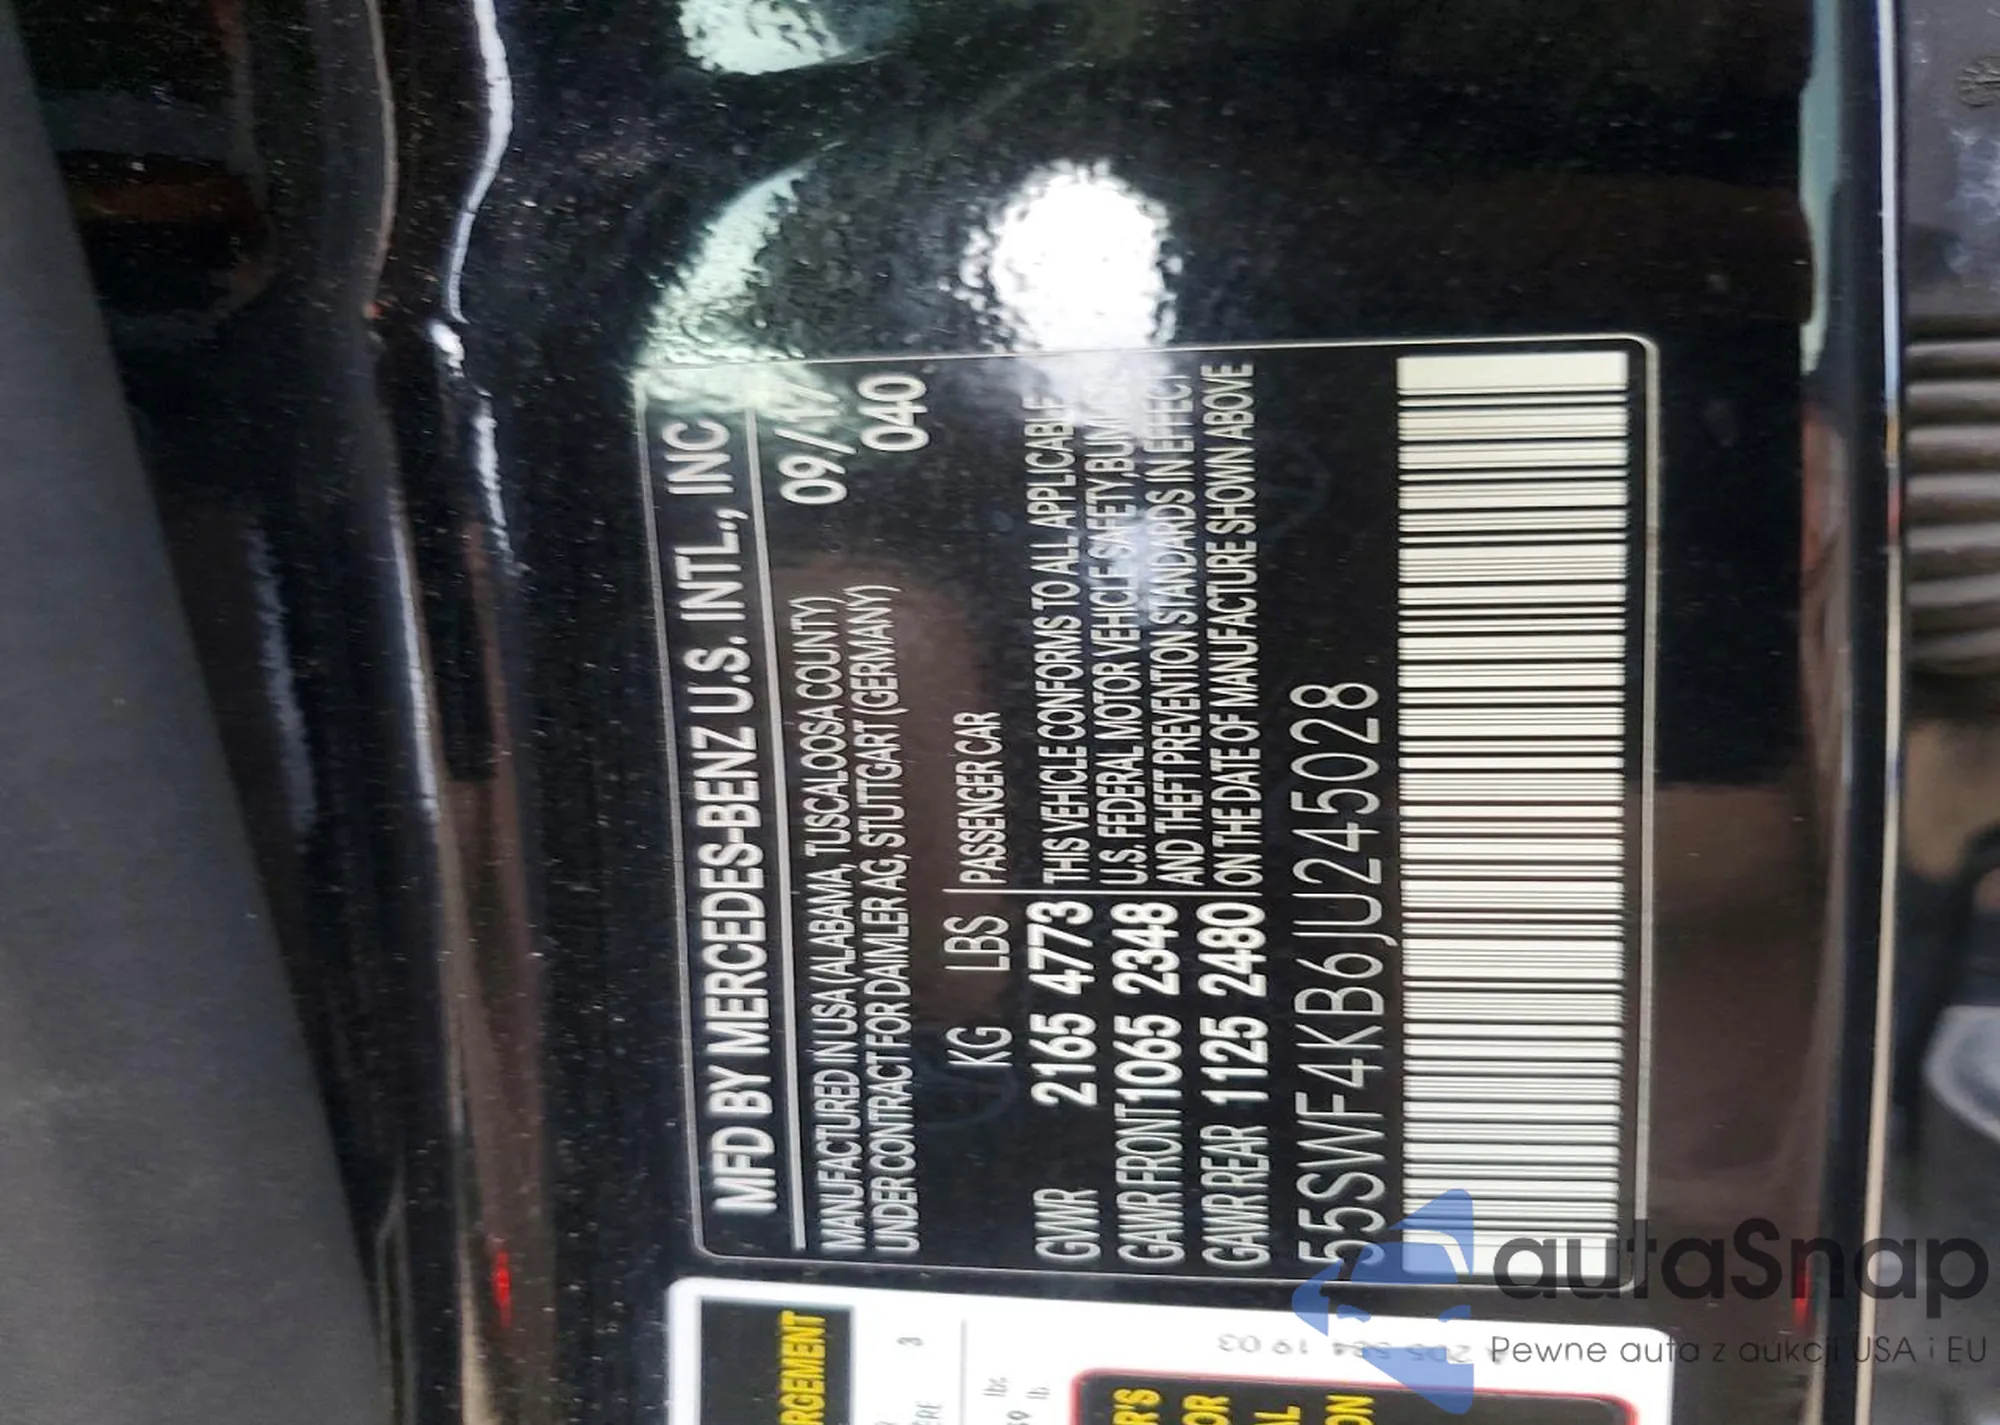 MFD BY MERCEDES-BENZ U.S. INTL., INC
MANUFACTURED IN USA (ALABAMA, TUSCALOOSA COUNTY) 09/17
UNDER CONTRACT FOR DAIMLER AG, STUTTGART (GERMANY) 040
KG LBS PASSENGER CAR
GVWR 2165 4773 THIS VEHICLE CONFORMS TO ALL APPLICABLE
GAWR FRONT 1065 2348 U.S. FEDERAL MOTOR VEHICLE SAFETY,
GAWR REAR 1125 2480 AND THEFT PREVENTION STANDARDS IN EFFECT
ON THE DATE OF MANUFACTURE SHOWN ABOVE
55SWF4KB6JU245028
autaSnap
Pewne auta z aukcji USA i EU
3
lbs
lb